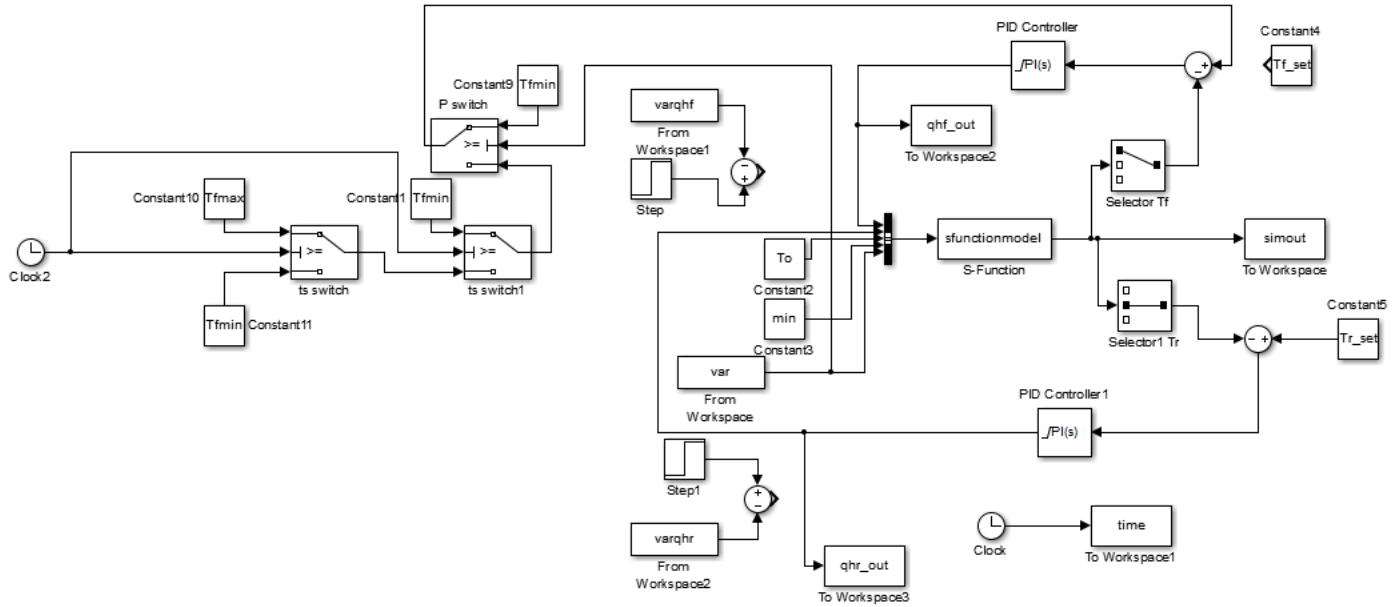 PID Controller
Constant4
PI(s)
Tf_set
Constant9
Tfmin
P switch
>=
varqhf
From
Workspace1
qhf_out
To Workspace2
Step
Selector Tf
Constant10
Tfmax
Constant1
Tfmin
Clock2
>=
ts switch
>=
ts switch1
Tfmin
Constant11
To
Constant2
sfunctionmodel
S-Function
simout
To Workspace
min
Constant3
Selector1 Tr
Constant5
Tr_set
var
From
Workspace
PID Controller1
PI(s)
Step1
varqhr
From
Workspace2
Clock
time
To Workspace1
qhr_out
To Workspace3